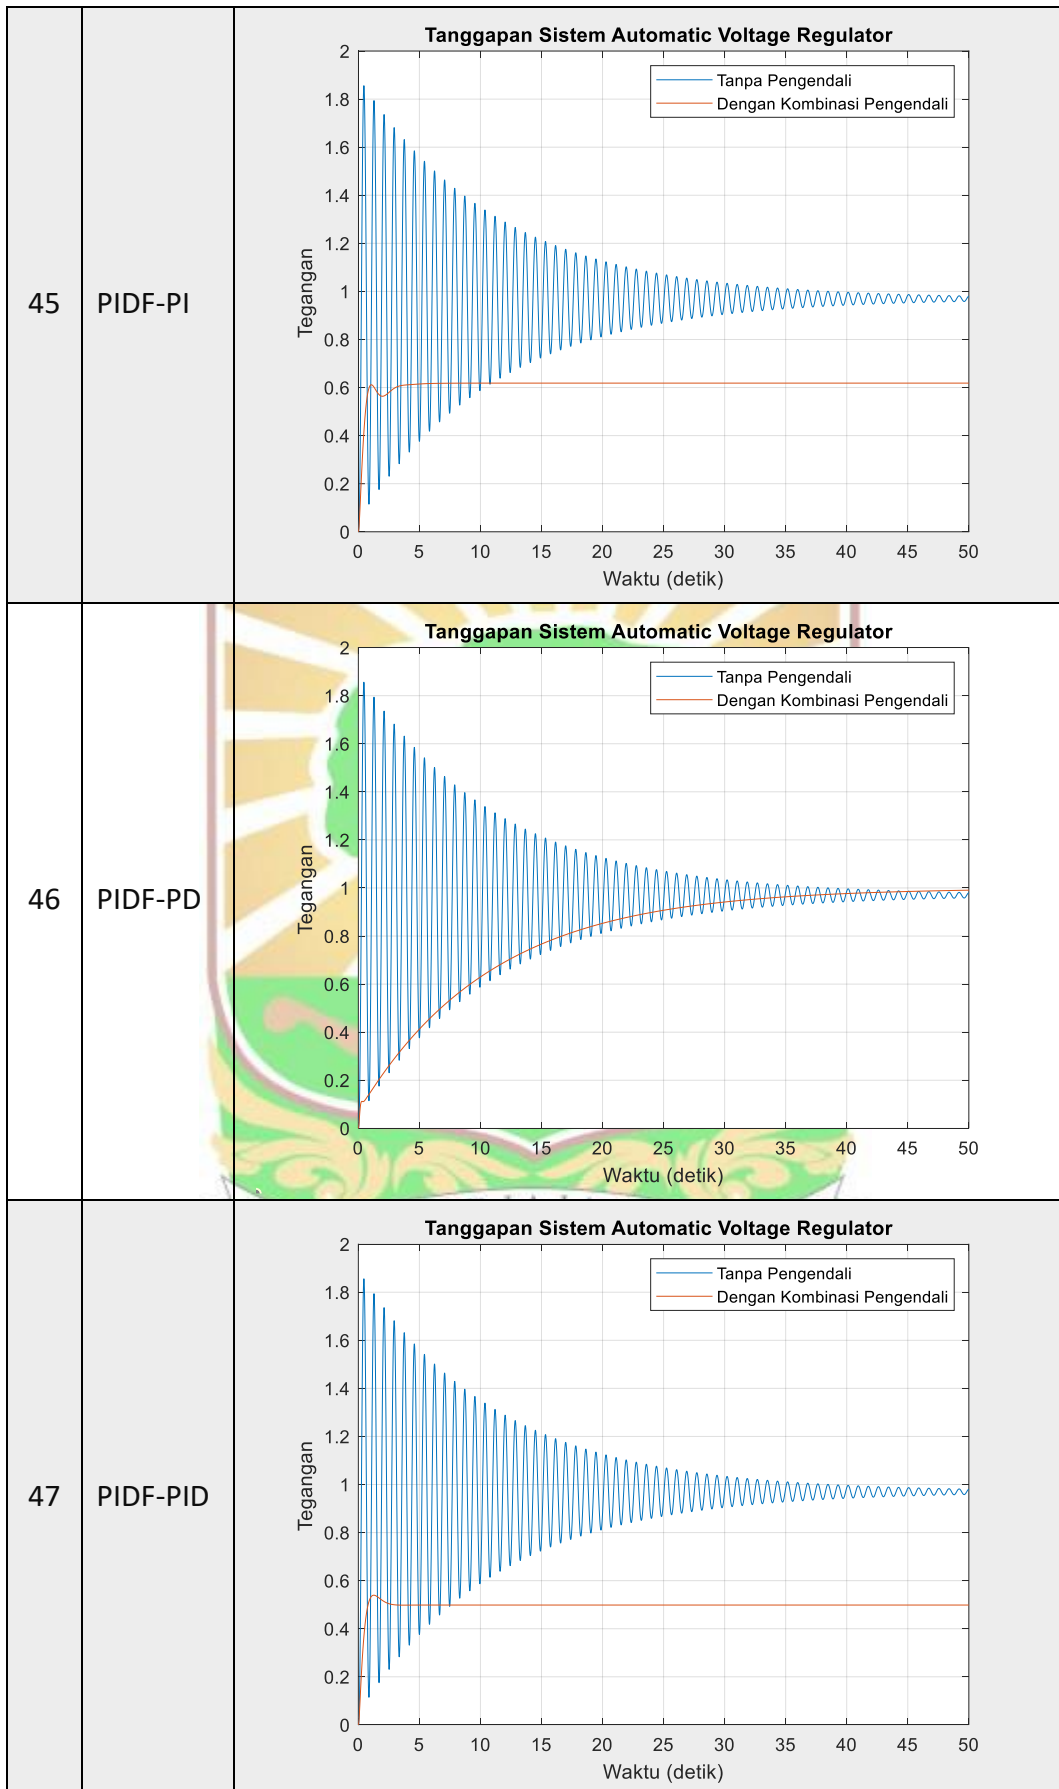 45
PIDF-PI
Tanggapan Sistem Automatic Voltage Regulator
Tanpa Pengendali
Dengan Kombinasi Pengendali
Tegangan
2
1.8
1.6
1.4
1.2
1
0.8
0.6
0.4
0.2
0
0 5 10 15 20 25 30 35 40 45 50
Waktu (detik)
46
PIDF-PD
Tanggapan Sistem Automatic Voltage Regulator
Tanpa Pengendali
Dengan Kombinasi Pengendali
Tegangan
2
1.8
1.6
1.4
1.2
1
0.8
0.6
0.4
0.2
0
0 5 10 15 20 25 30 35 40 45 50
Waktu (detik)
47
PIDF-PID
Tanggapan Sistem Automatic Voltage Regulator
Tanpa Pengendali
Dengan Kombinasi Pengendali
Tegangan
2
1.8
1.6
1.4
1.2
1
0.8
0.6
0.4
0.2
0
0 5 10 15 20 25 30 35 40 45 50
Waktu (detik)